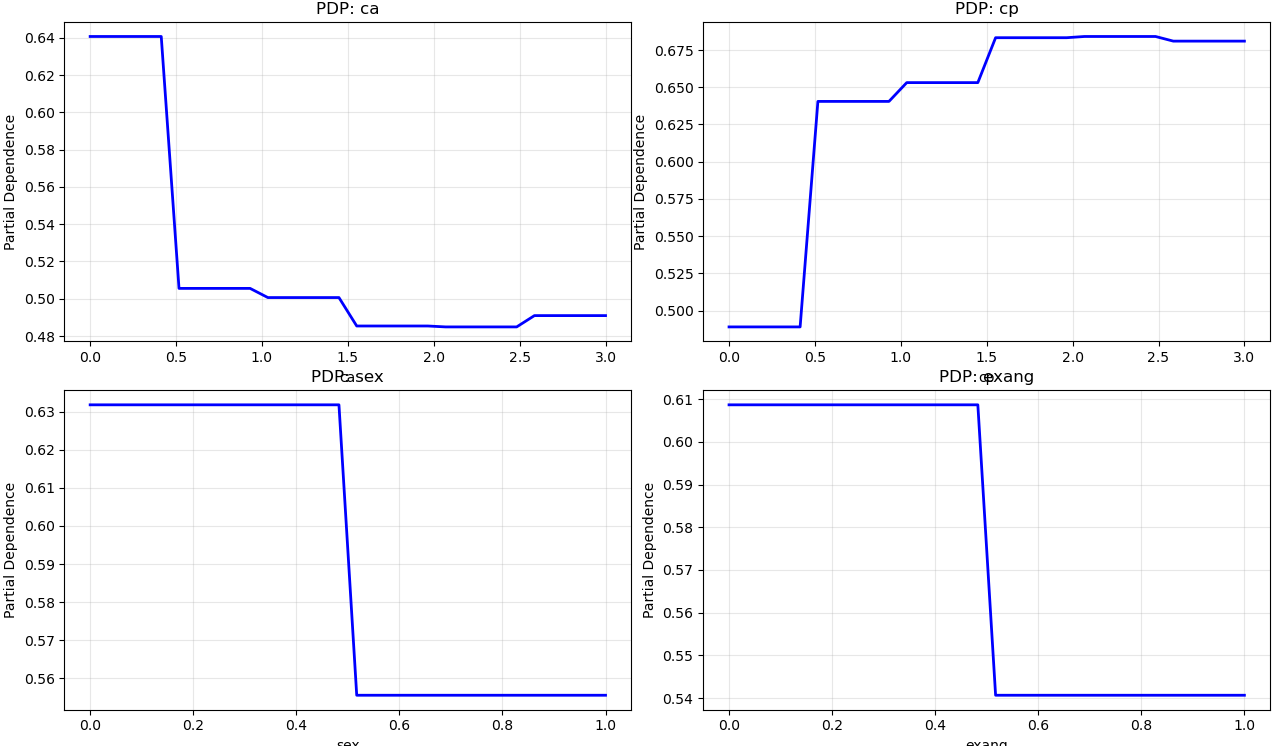 PDP: ca
PDP: cp
Partial Dependence
0.64
0.62
0.60
0.58
0.56
0.54
0.52
0.50
0.48
0.0 0.5 1.0 1.5 2.0 2.5 3.0
ca
Partial Dependence
0.675
0.650
0.625
0.600
0.575
0.550
0.525
0.500
0.0 0.5 1.0 1.5 2.0 2.5 3.0
cp
PDP: sex
PDP: exang
Partial Dependence
0.63
0.62
0.61
0.60
0.59
0.58
0.57
0.56
0.0 0.2 0.4 0.6 0.8 1.0
sex
Partial Dependence
0.61
0.60
0.59
0.58
0.57
0.56
0.55
0.54
0.0 0.2 0.4 0.6 0.8 1.0
exang